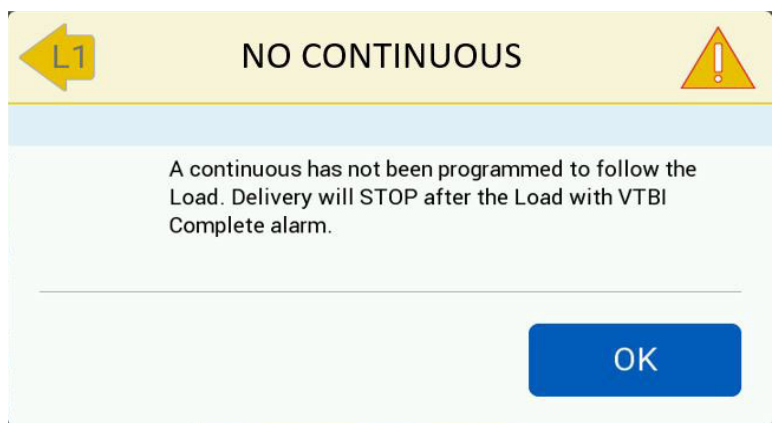 L1
NO CONTINUOUS
A continuous has not been programmed to follow the
Load. Delivery will STOP after the Load with VTBI
Complete alarm.
OK